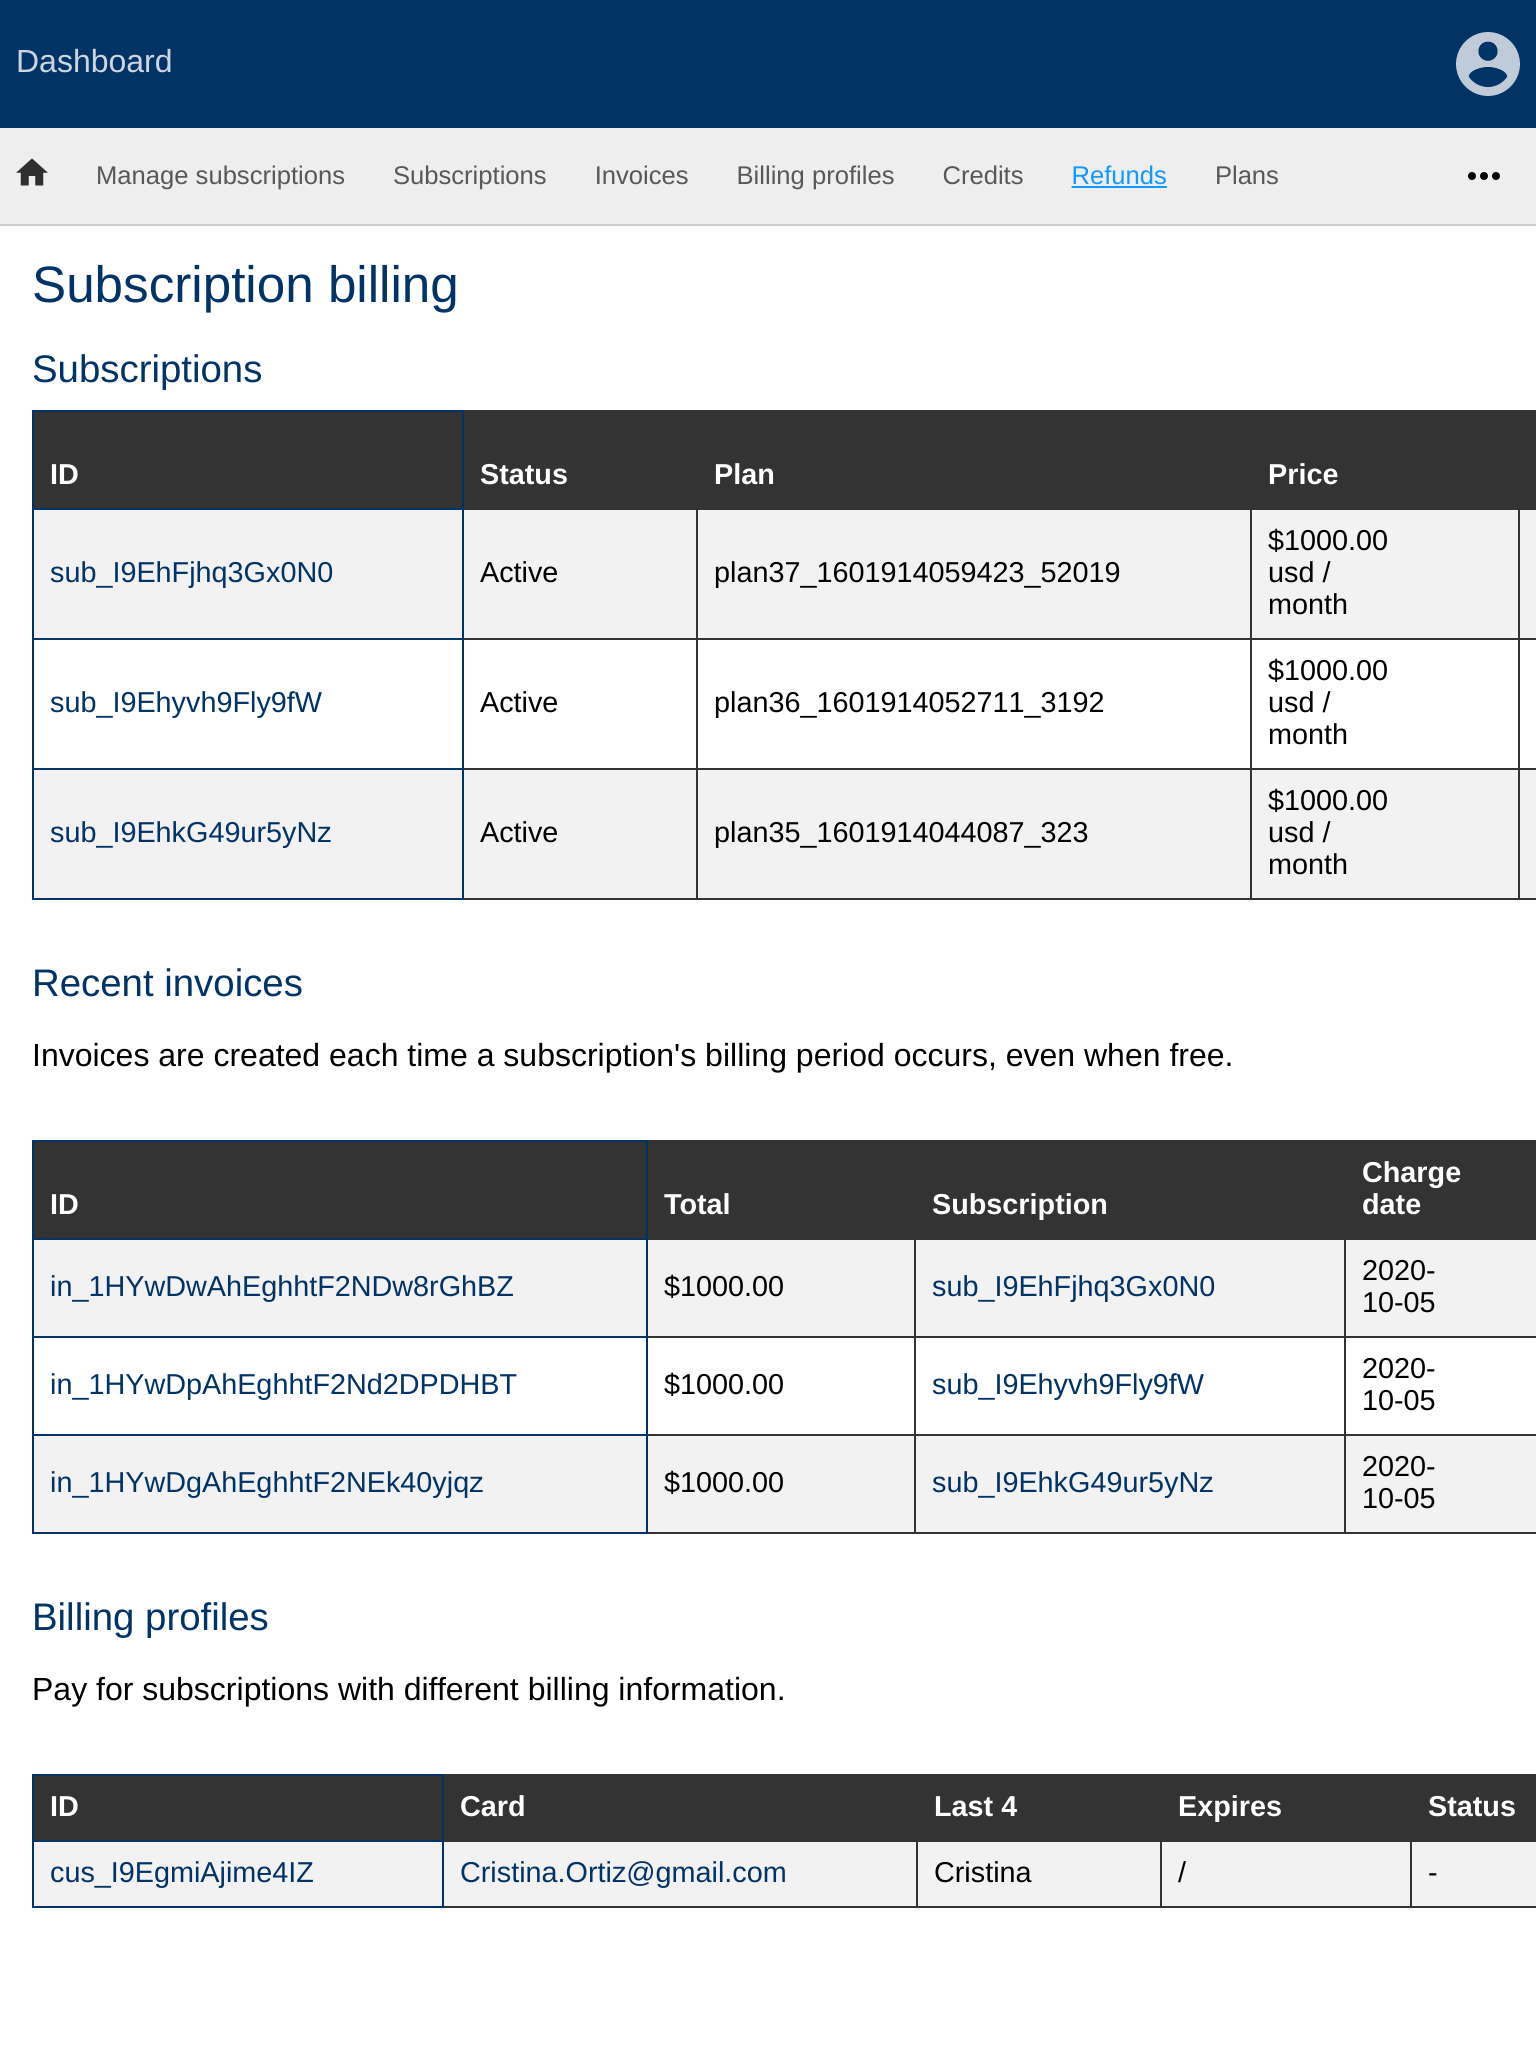 Dashboard
Manage subscriptions Subscriptions Invoices Billing profiles Credits Refunds Plans
Subscription billing
Subscriptions
ID Status Plan Price
sub_I9EhFjhq3Gx0N0 Active plan37_1601914059423_52019 $1000.00
usd /
month
sub_I9Ehyvh9Fly9fW Active plan36_1601914052711_3192 $1000.00
usd /
month
sub_I9EhkG49ur5yNz Active plan35_1601914044087_323 $1000.00
usd /
month
Recent invoices
Invoices are created each time a subscription's billing period occurs, even when free.
ID Total Subscription Charge
date
in_1HYwDwAhEghhtF2NDw8rGhBZ $1000.00 sub_I9EhFjhq3Gx0N0 2020-
10-05
in_1HYwDpAhEghhtF2Nd2DPDHBT $1000.00 sub_I9Ehyvh9Fly9fW 2020-
10-05
in_1HYwDgAhEghhtF2NEk40yjqz $1000.00 sub_I9EhkG49ur5yNz 2020-
10-05
Billing profiles
Pay for subscriptions with different billing information.
ID Card Last 4 Expires Status
cus_I9EgmiAjime4IZ Cristina.Ortiz@gmail.com Cristina / -